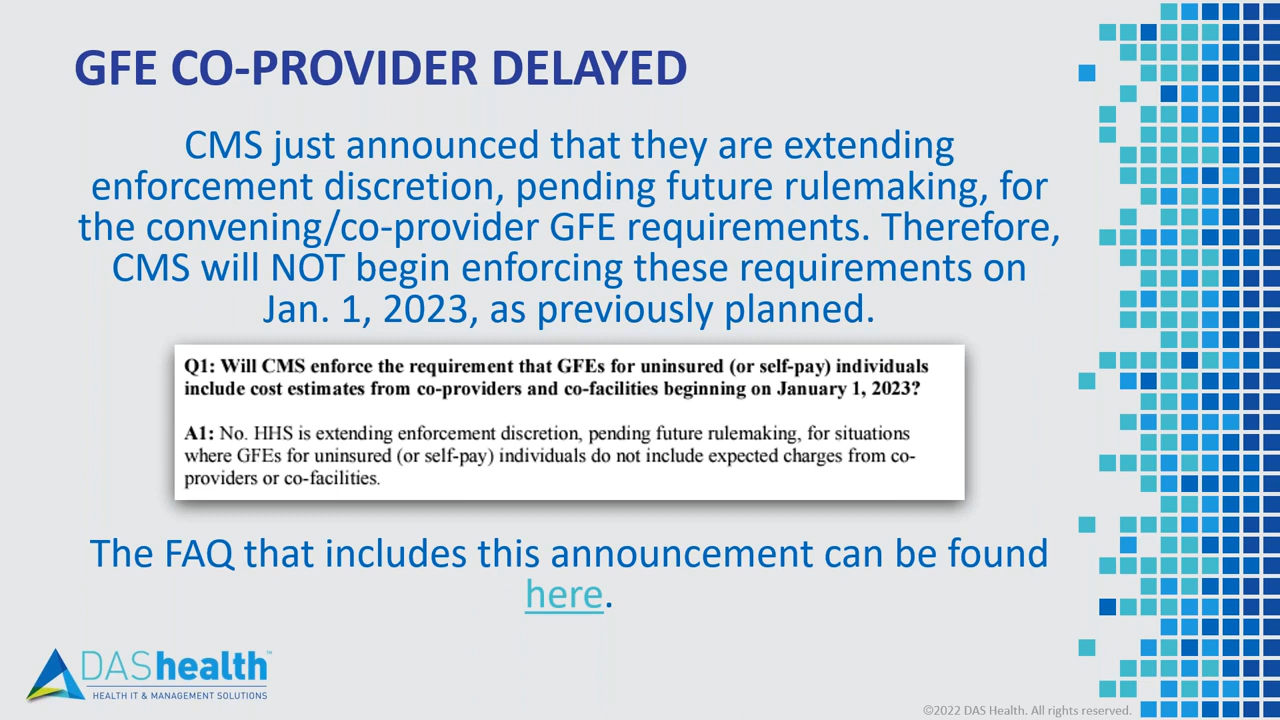 GFE CO-PROVIDER DELAYED
CMS just announced that they are extending
enforcement discretion, pending future rulemaking, for
the convening/co-provider GFE requirements. Therefore,
CMS will NOT begin enforcing these requirements on
Jan. 1, 2023, as previously planned.
Q1: Will CMS enforce the requirement that GFEs for uninsured (or self-pay) individuals
include cost estimates from co-providers and co-facilities beginning on January 1, 2023?
A1: No. HHS is extending enforcement discretion, pending future rulemaking, for situations
where GFEs for uninsured (or self-pay) individuals do not include expected charges from co-
providers or co-facilities.
The FAQ that includes this announcement can be found
here.
DAShealth™
HEALTH IT & MANAGEMENT SOLUTIONS
©2022 DAS Health. All rights reserved.